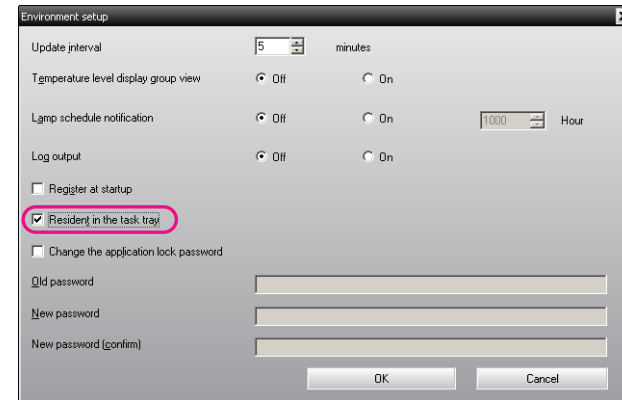 Environment setup
Update interval 5 minutes
Temperature level display group view Off On
Lamp schedule notification Off On 1000 Hour
Log output Off On
Register at startup
Resident in the task tray
Change the application lock password
Old password
New password
New password (confirm)
OK Cancel